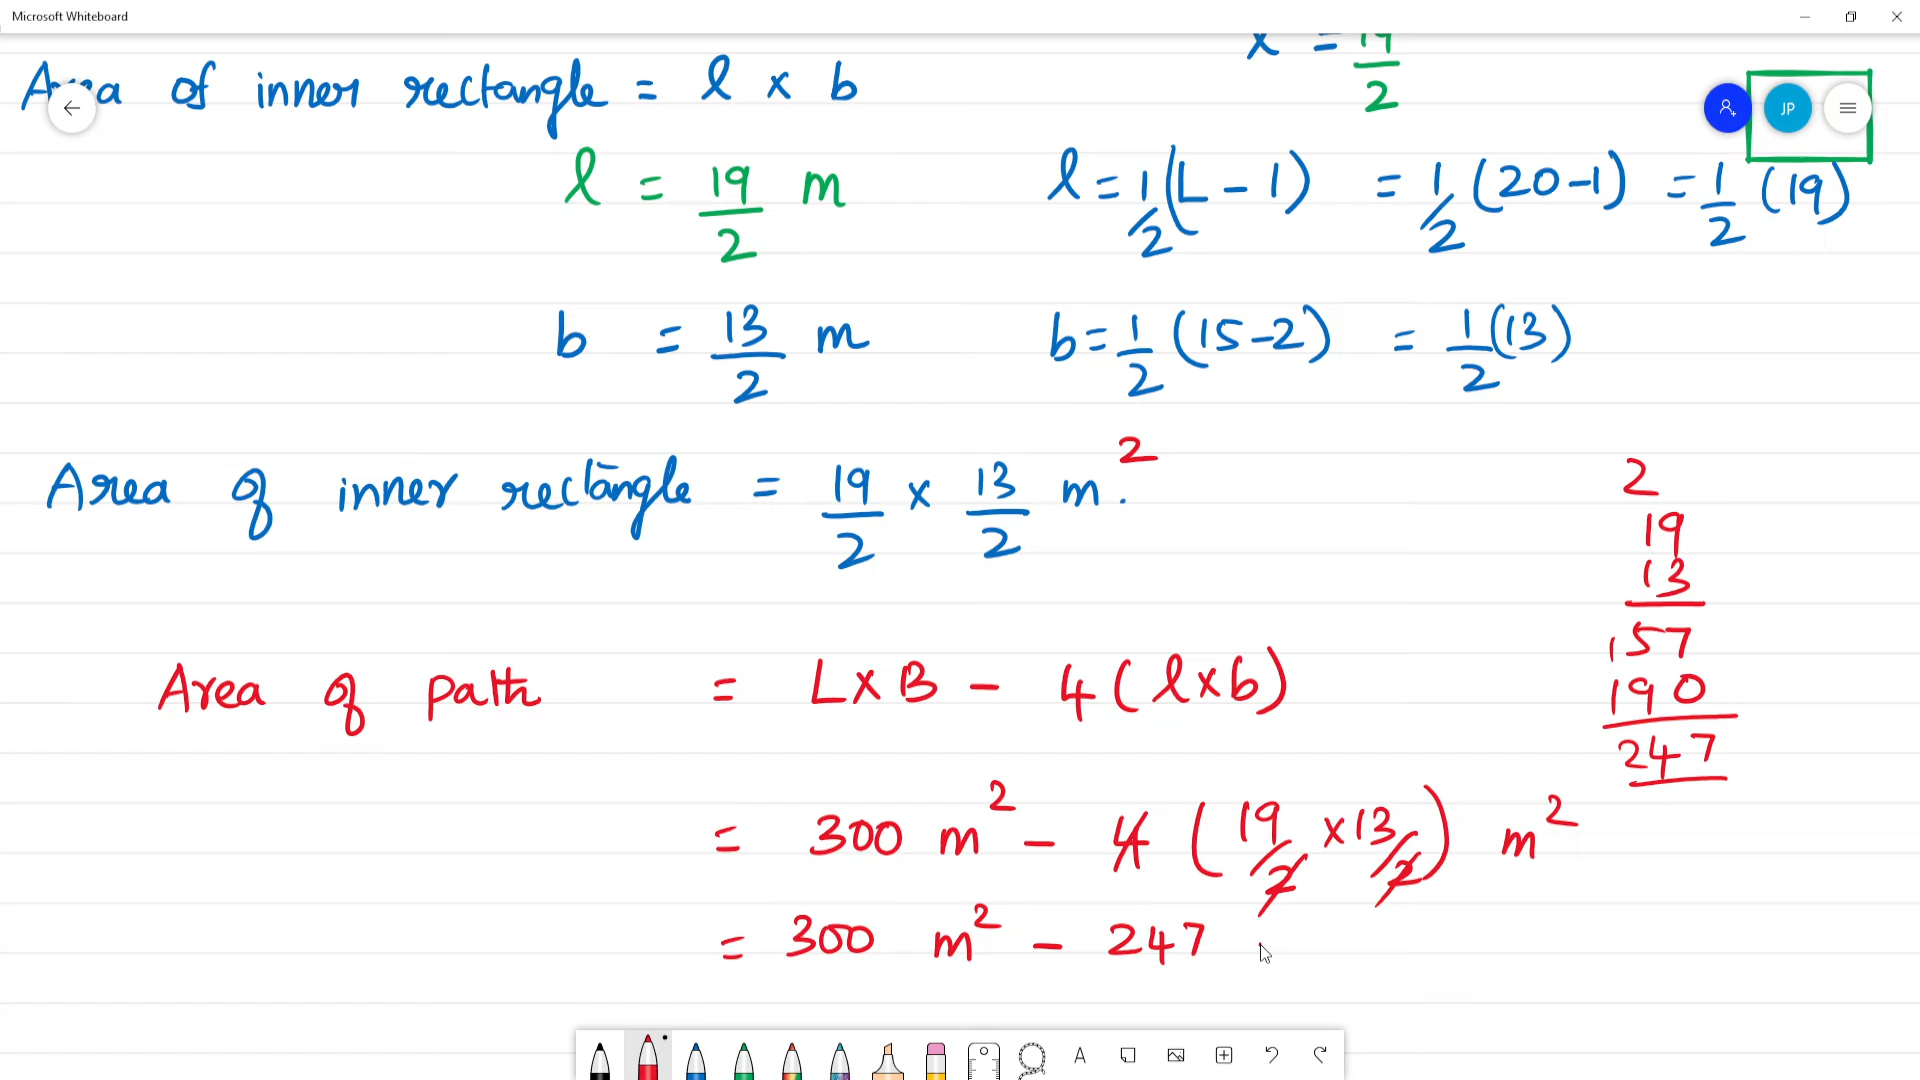 Microsoft Whiteboard
x = 19/2
Area of inner rectangle = l x b
JP
l = 19/2 m l = 1/2 (L - 1) = 1/2 (20-1) = 1/2 (19)
b = 13/2 m b = 1/2 (15-2) = 1/2 (13)
Area of inner rectangle = 19/2 x 13/2 m.²
2
19
13
157
190
247
Area of path = L x B - 4 (l x b)
= 300 m² - 4 (19/2 x 13/2) m²
= 300 m² - 247
A